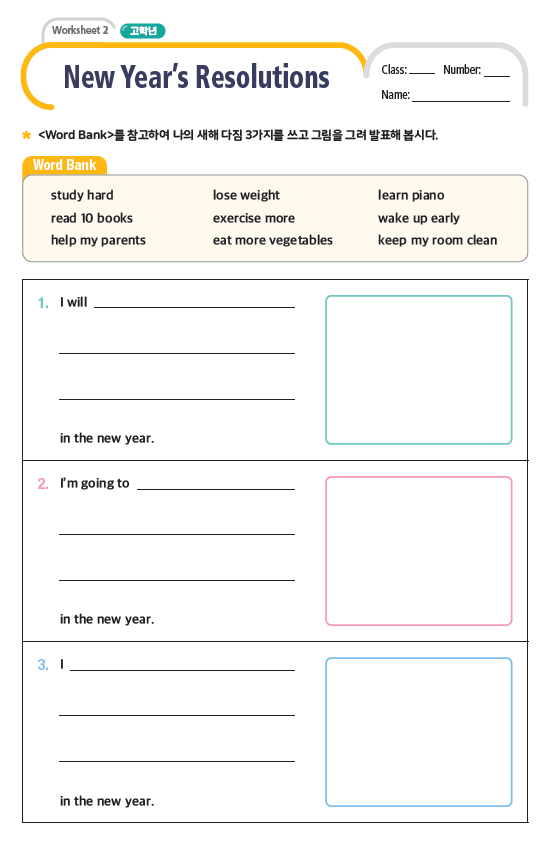 Worksheet 2 고학년
New Year's Resolutions
Class: Number:
Name:
* <Word Bank>를 참고하여 나의 새해 다짐 3가지를 쓰고 그림을 그려 발표해 봅시다.
Word Bank
study hard lose weight learn piano
read 10 books exercise more wake up early
help my parents eat more vegetables keep my room clean
1. I will
in the new year.
2. I'm going to
in the new year.
3. I
in the new year.